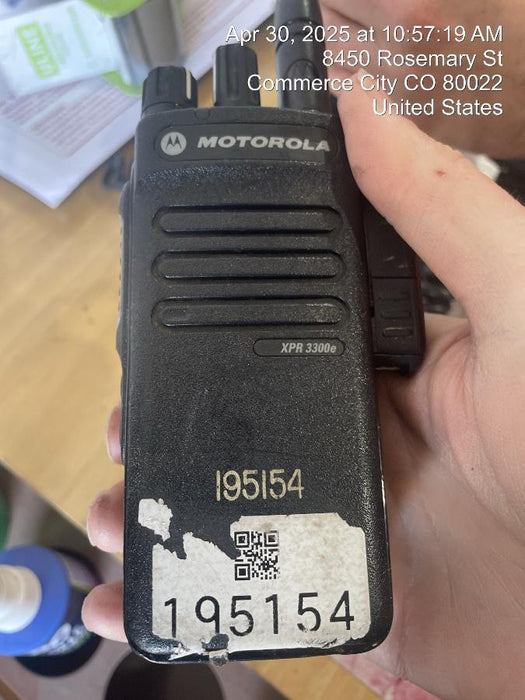 Apr 30, 2025 at 10:57:19 AM
8450 Rosemary St
Commerce City CO 80022
United States
MOTOROLA
XPR 3300e
195154
195154